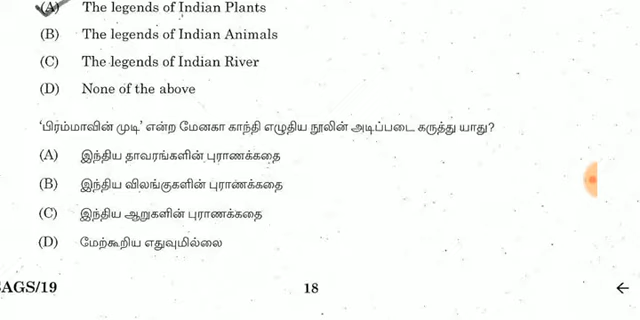 (A) The legends of Indian Plants
(B) The legends of Indian Animals
(C) The legends of Indian River
(D) None of the above
'பிரம்மாவின் முடி' என்ற மேனகா காந்தி எழுதிய நூலின் அடிப்படை கருத்து யாது?
(A) இந்திய தாவரங்களின் புராணக்கதை
(B) இந்திய விலங்குகளின் புராணக்கதை
(C) இந்திய ஆறுகளின் புராணக்கதை
(D) மேற்கூறிய எதுவுமில்லை
AGS/19 18 ←